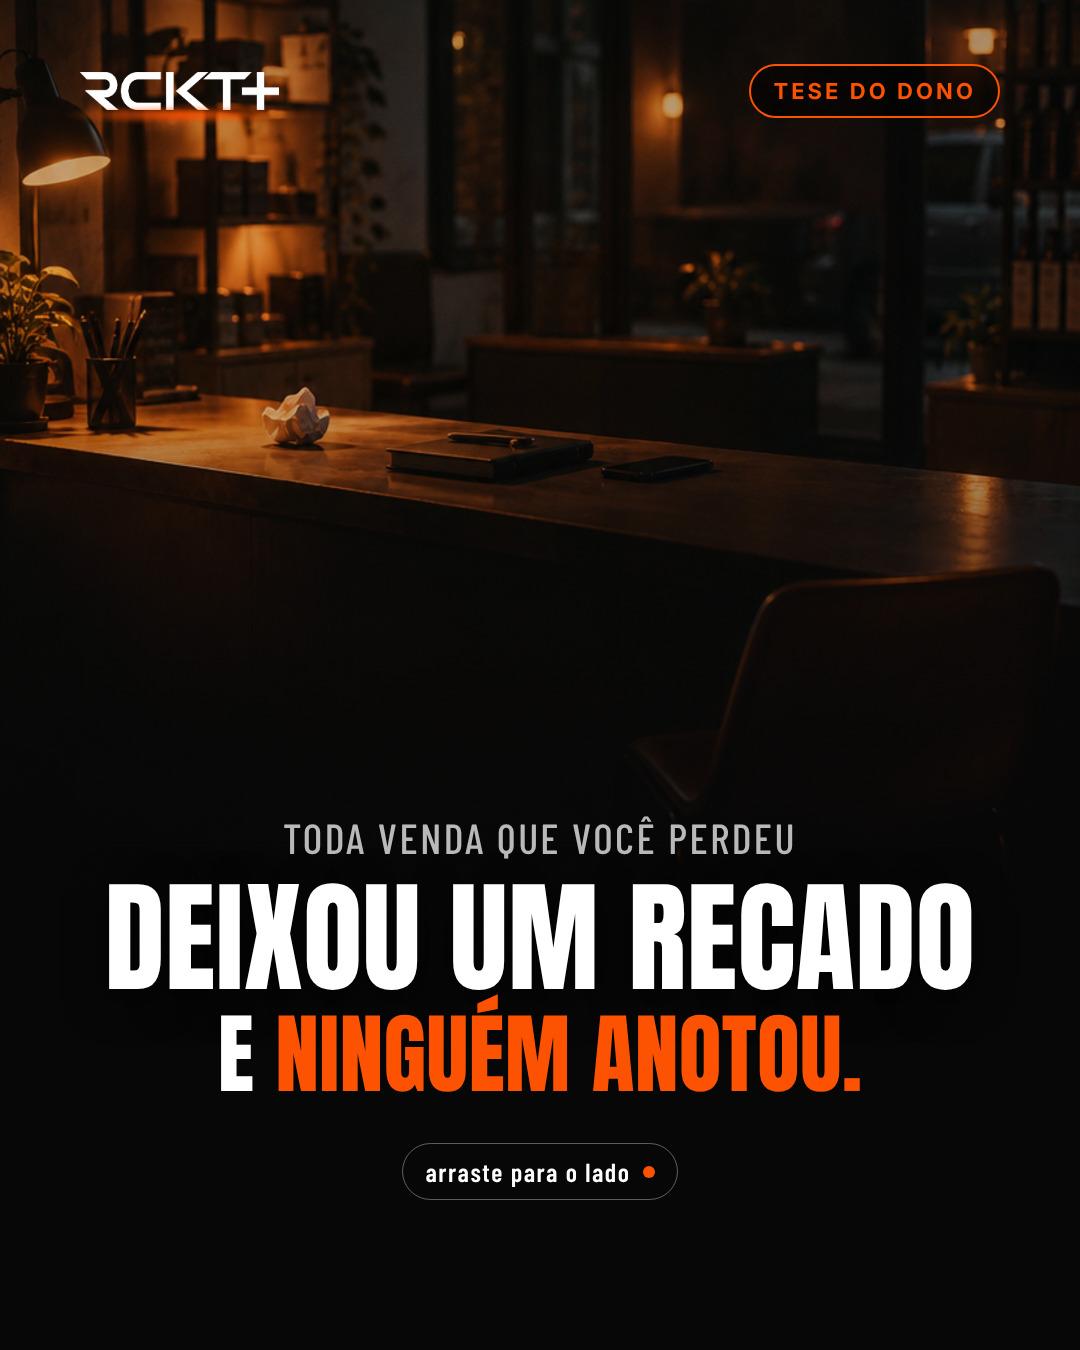 RCKT+
TESE DO DONO
TODA VENDA QUE VOCÊ PERDEU
DEIXOU UM RECADO
E NINGUÉM ANOTOU.
arraste para o lado